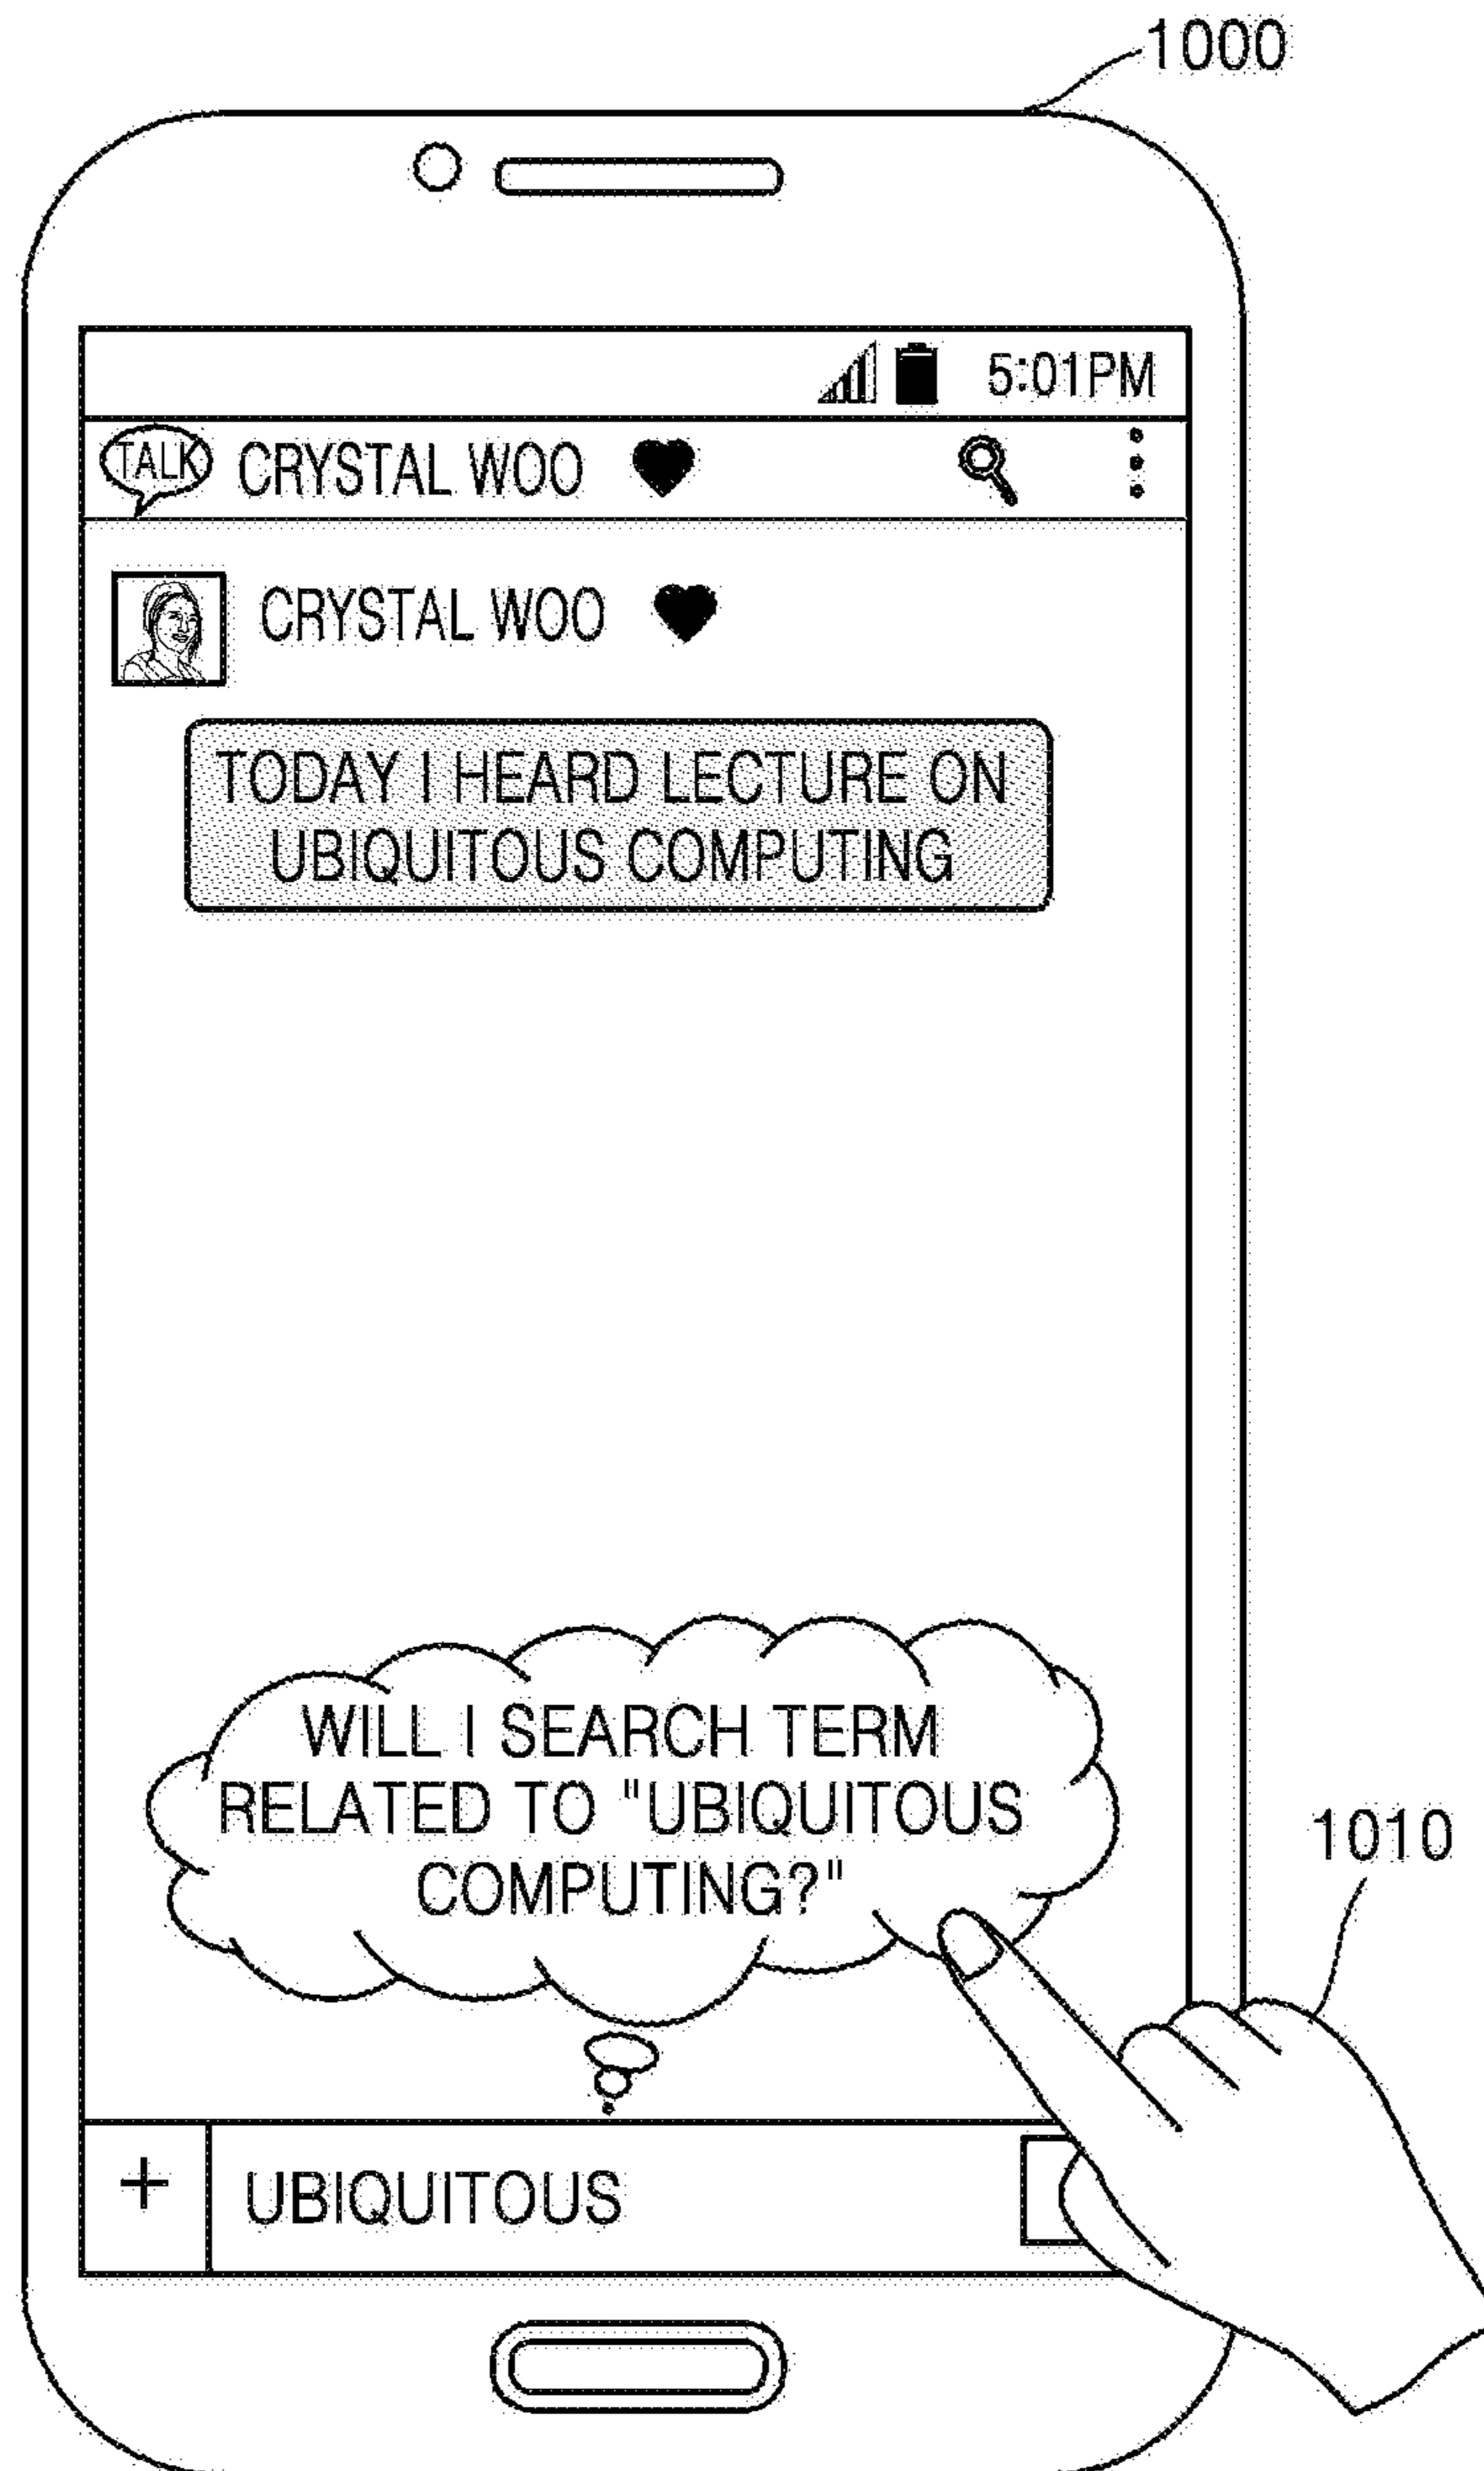 1000
5:01PM
TALK CRYSTAL WOO
CRYSTAL WOO
TODAY I HEARD LECTURE ON
UBIQUITOUS COMPUTING
WILL I SEARCH TERM
RELATED TO "UBIQUITOUS
COMPUTING?"
1010
+ UBIQUITOUS